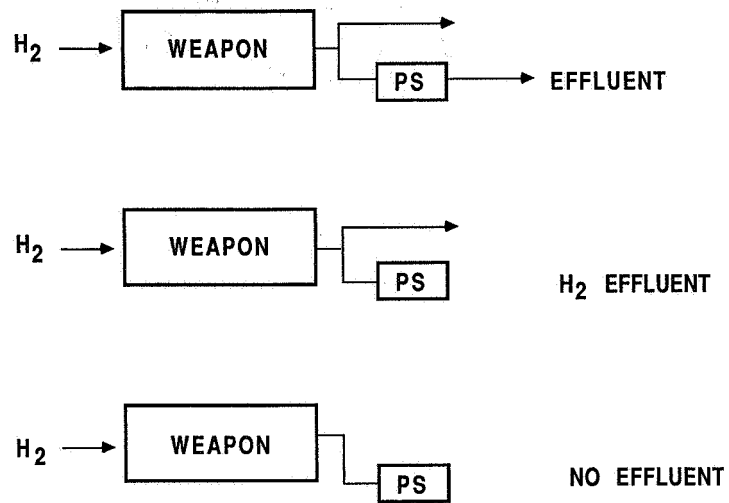 H2 WEAPON
PS EFFLUENT
H2 WEAPON
PS H2 EFFLUENT
H2 WEAPON
PS NO EFFLUENT